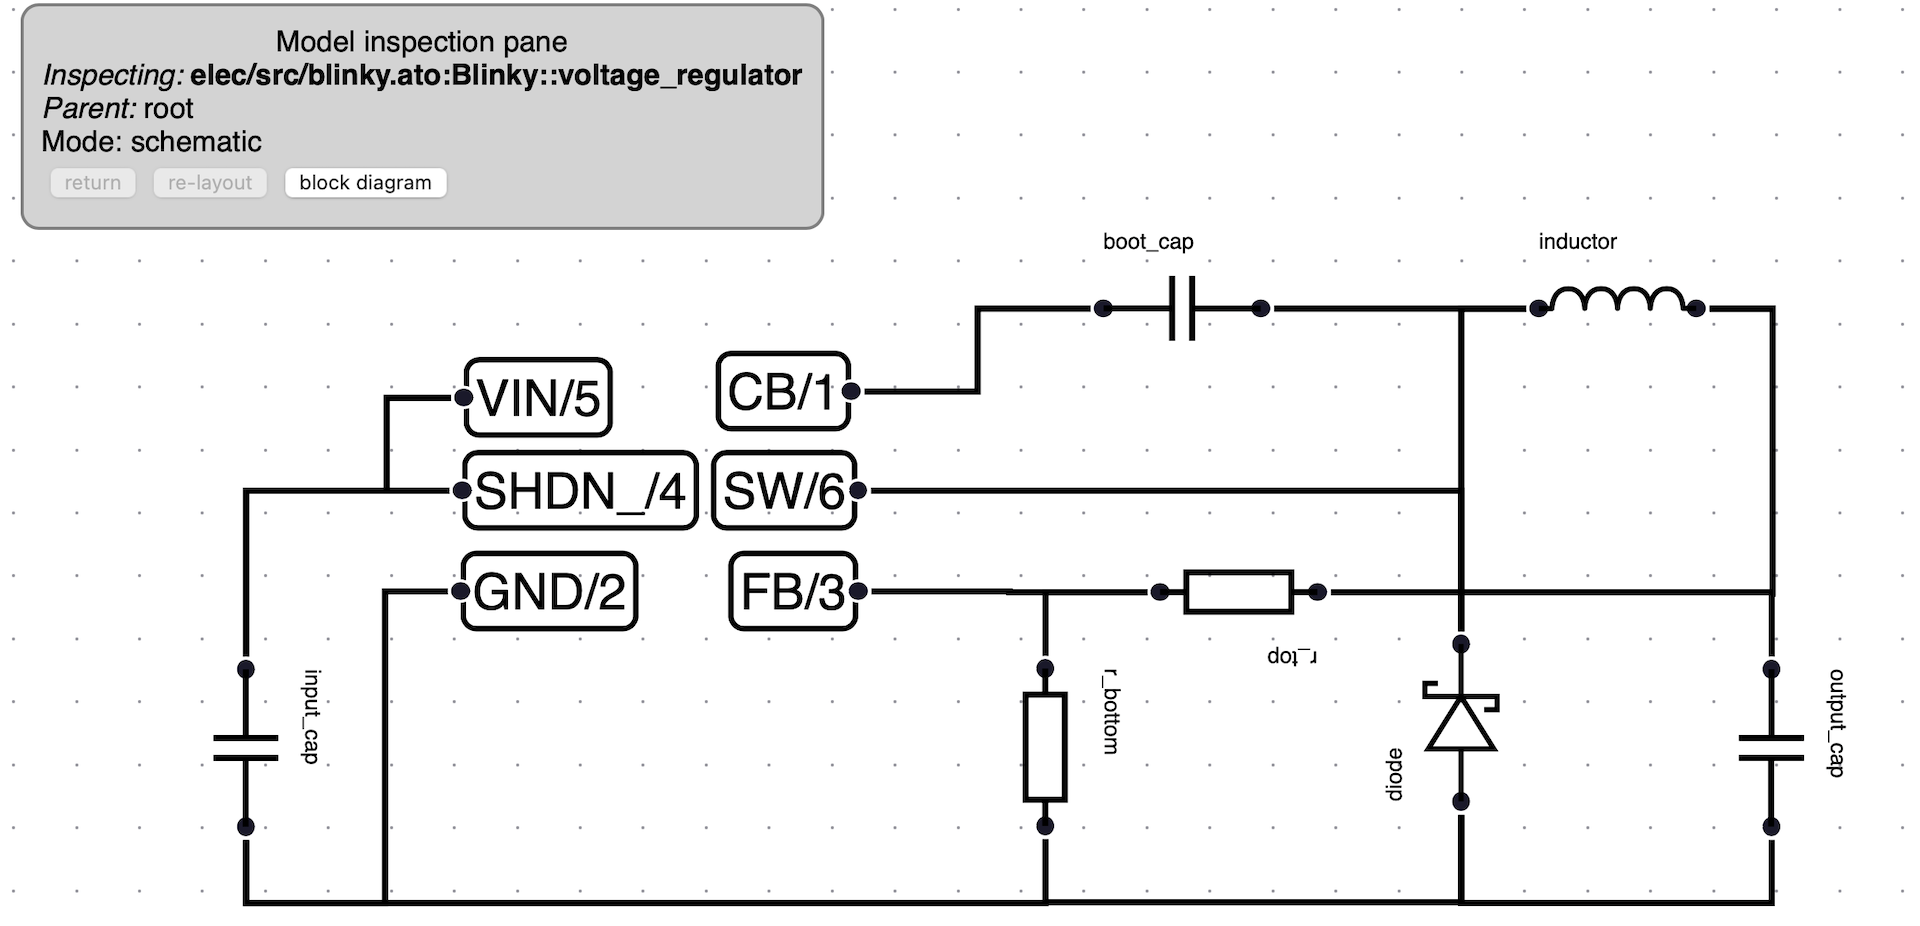 Model inspection pane
Inspecting: elec/src/blinky.ato:Blinky::voltage_regulator
Parent: root
Mode: schematic
return re-layout block diagram
boot_cap inductor
VIN/5 CB/1
SHDN_/4 SW/6
GND/2 FB/3
r_top
input_cap
r_bottom
diode
output_cap